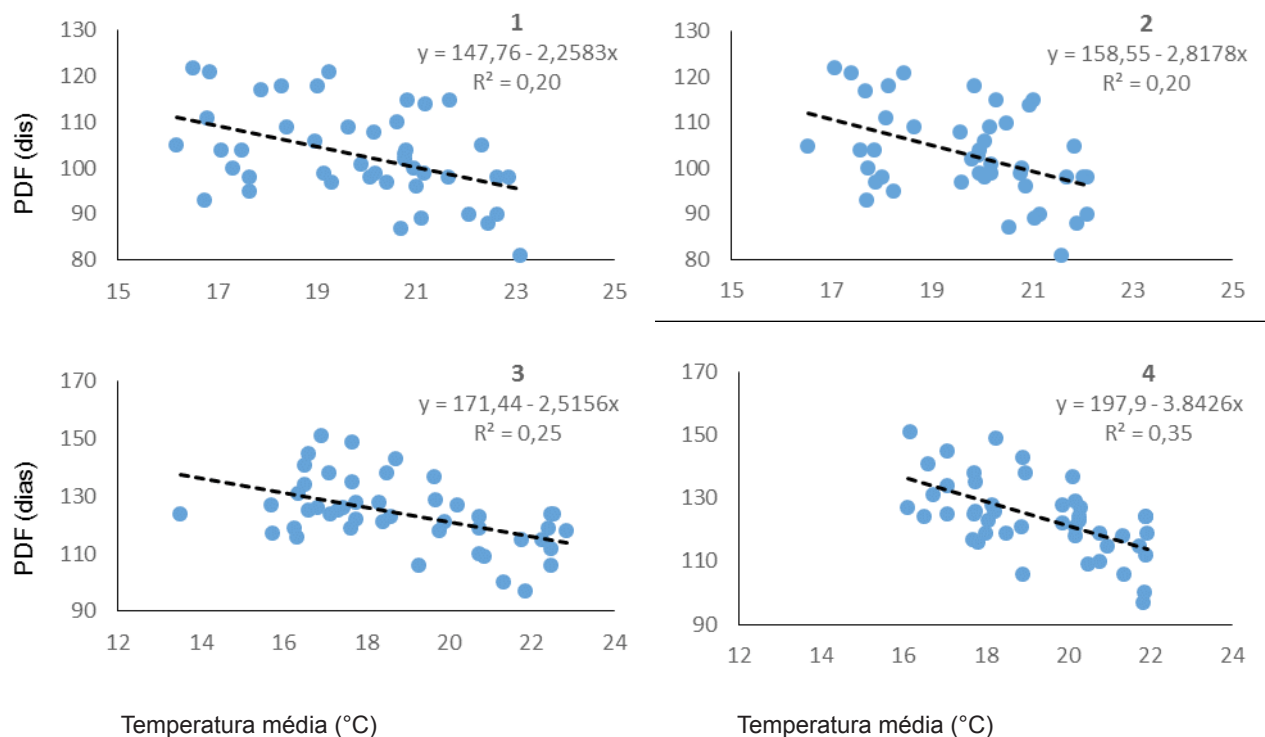 1
y = 147,76 - 2,2583x
R² = 0,20
PDF (dis)
130
120
110
100
90
80
15 17 19 21 23 25
2
y = 158,55 - 2,8178x
R² = 0,20
130
120
110
100
90
80
15 17 19 21 23 25
3
y = 171,44 - 2,5156x
R² = 0,25
PDF (dias)
170
150
130
110
90
12 14 16 18 20 22 24
Temperatura média (°C)
4
y = 197,9 - 3.8426x
R² = 0,35
170
150
130
110
90
12 14 16 18 20 22 24
Temperatura média (°C)